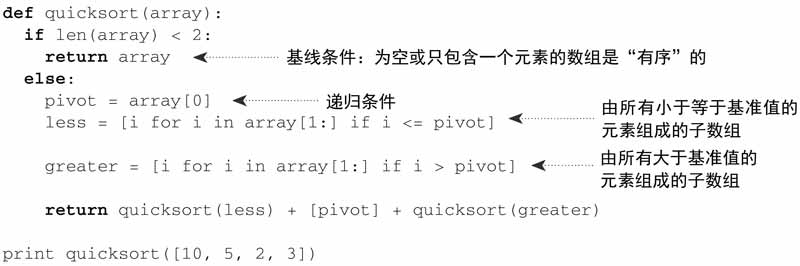 def quicksort(array):
if len(array) < 2:
return array 基线条件：为空或只包含一个元素的数组是“有序”的
else:
pivot = array[0] 递归条件
less = [i for i in array[1:] if i <= pivot] 由所有小于等于基准值的
元素组成的子数组
greater = [i for i in array[1:] if i > pivot] 由所有大于基准值的
元素组成的子数组
return quicksort(less) + [pivot] + quicksort(greater)
print quicksort([10, 5, 2, 3])